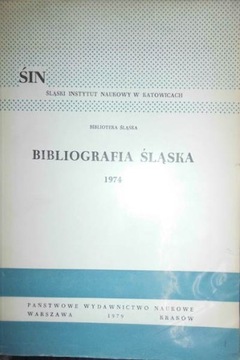 ŚIN
ŚLĄSKI INSTYTUT NAUKOWY W KATOWICACH
BIBLIOTEKA ŚLĄSKA
BIBLIOGRAFIA ŚLĄSKA
1974
PAŃSTWOWE WYDAWNICTWO NAUKOWE
WARSZAWA 1979 KRAKÓW